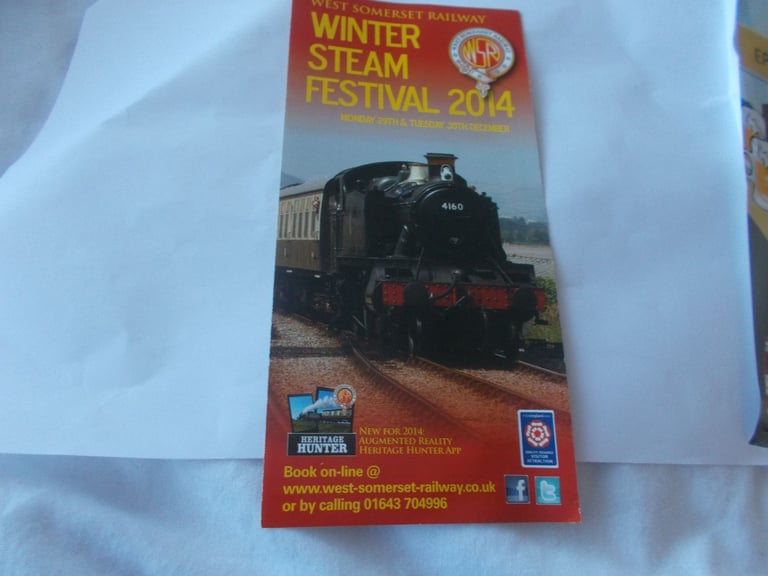 WEST SOMERSET RAILWAY
WINTER
STEAM
FESTIVAL 2014
MONDAY 29TH & TUESDAY 30TH DECEMBER
WSR
4160
HERITAGE
HUNTER
NEW FOR 2014:
AUGMENTED REALITY
HERITAGE HUNTER APP
VISITOR
ATTRACTION
Book on-line @
www.west-somerset-railway.co.uk
or by calling 01643 704996